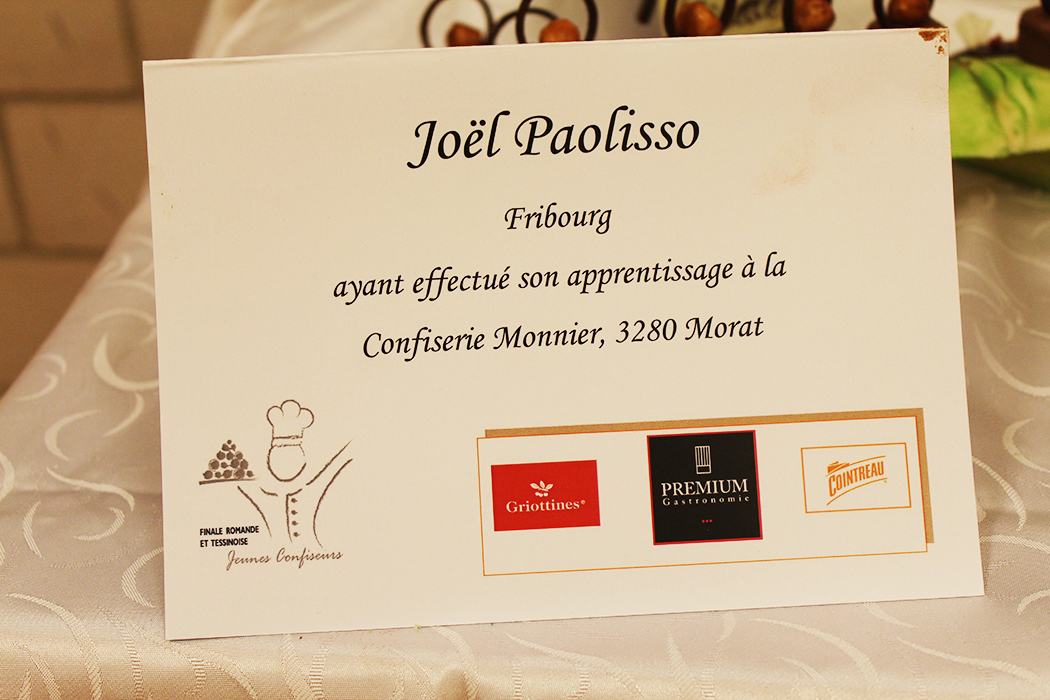 Joël Paolisso
Fribourg
ayant effectué son apprentissage à la
Confiserie Monnier, 3280 Morat
FINALE ROMANDE
ET TESSINOISE
Jeunes Confiseurs
Griottines®
PREMIUM
Gastronomie
COINTREAU